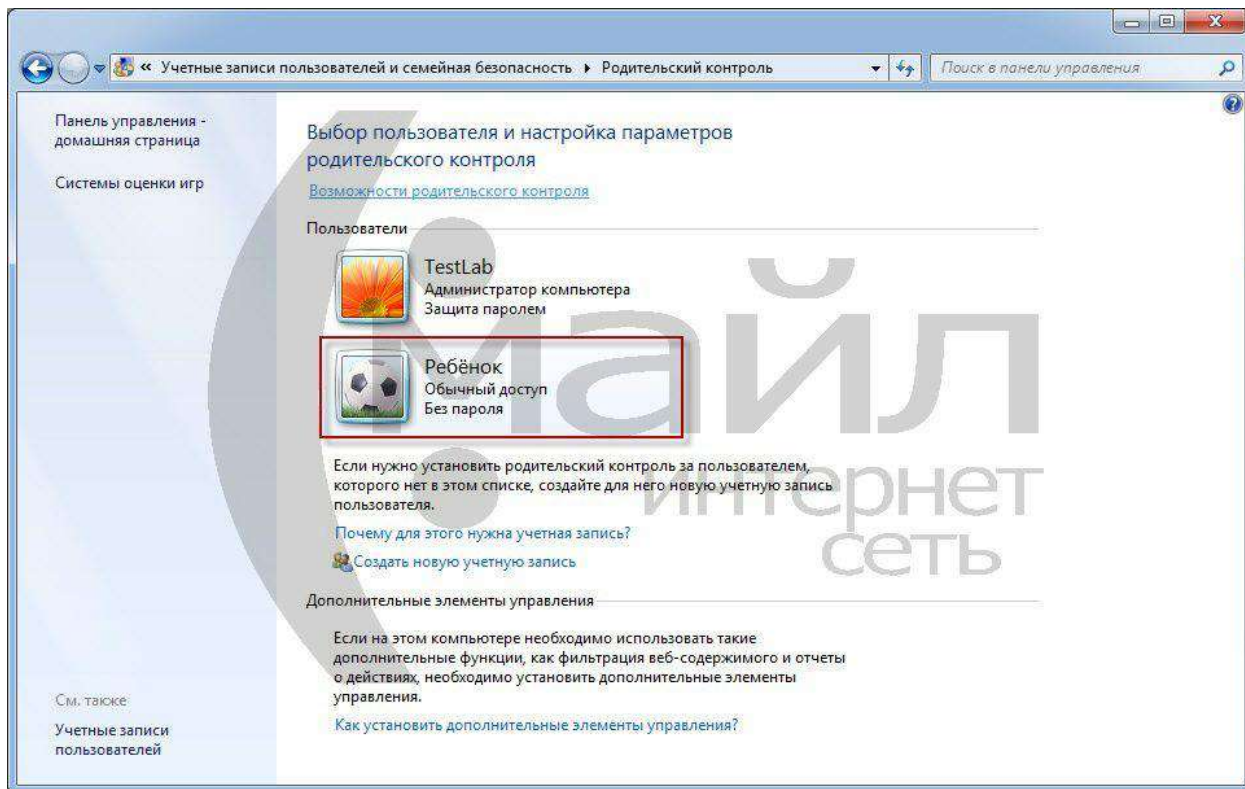 « Учетные записи пользователей и семейная безопасность ▸ Родительский контроль
Поиск в панели управления
Панель управления -
домашняя страница
Системы оценки игр
Выбор пользователя и настройка параметров
родительского контроля
Возможности родительского контроля
Пользователи
TestLab
Администратор компьютера
Защита паролем
Ребёнок
Обычный доступ
Без пароля
Если нужно установить родительский контроль за пользователем,
которого нет в этом списке, создайте для него новую учетную запись
пользователя.
Почему для этого нужна учетная запись?
Создать новую учетную запись
Дополнительные элементы управления
Если на этом компьютере необходимо использовать такие
дополнительные функции, как фильтрация веб-содержимого и отчеты
о действиях, необходимо установить дополнительные элементы
управления.
Как установить дополнительные элементы управления?
См. также
Учетные записи
пользователей
майл
интернет
сеть